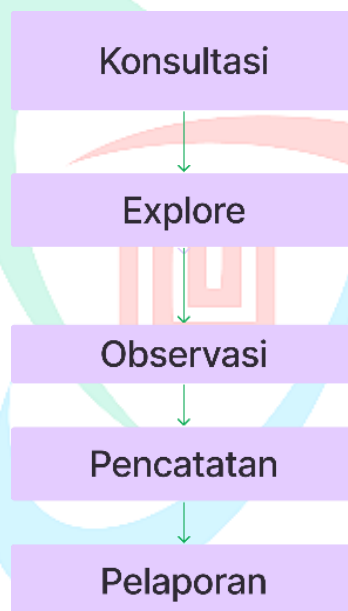 Konsultasi
Explore
Observasi
Pencatatan
Pelaporan